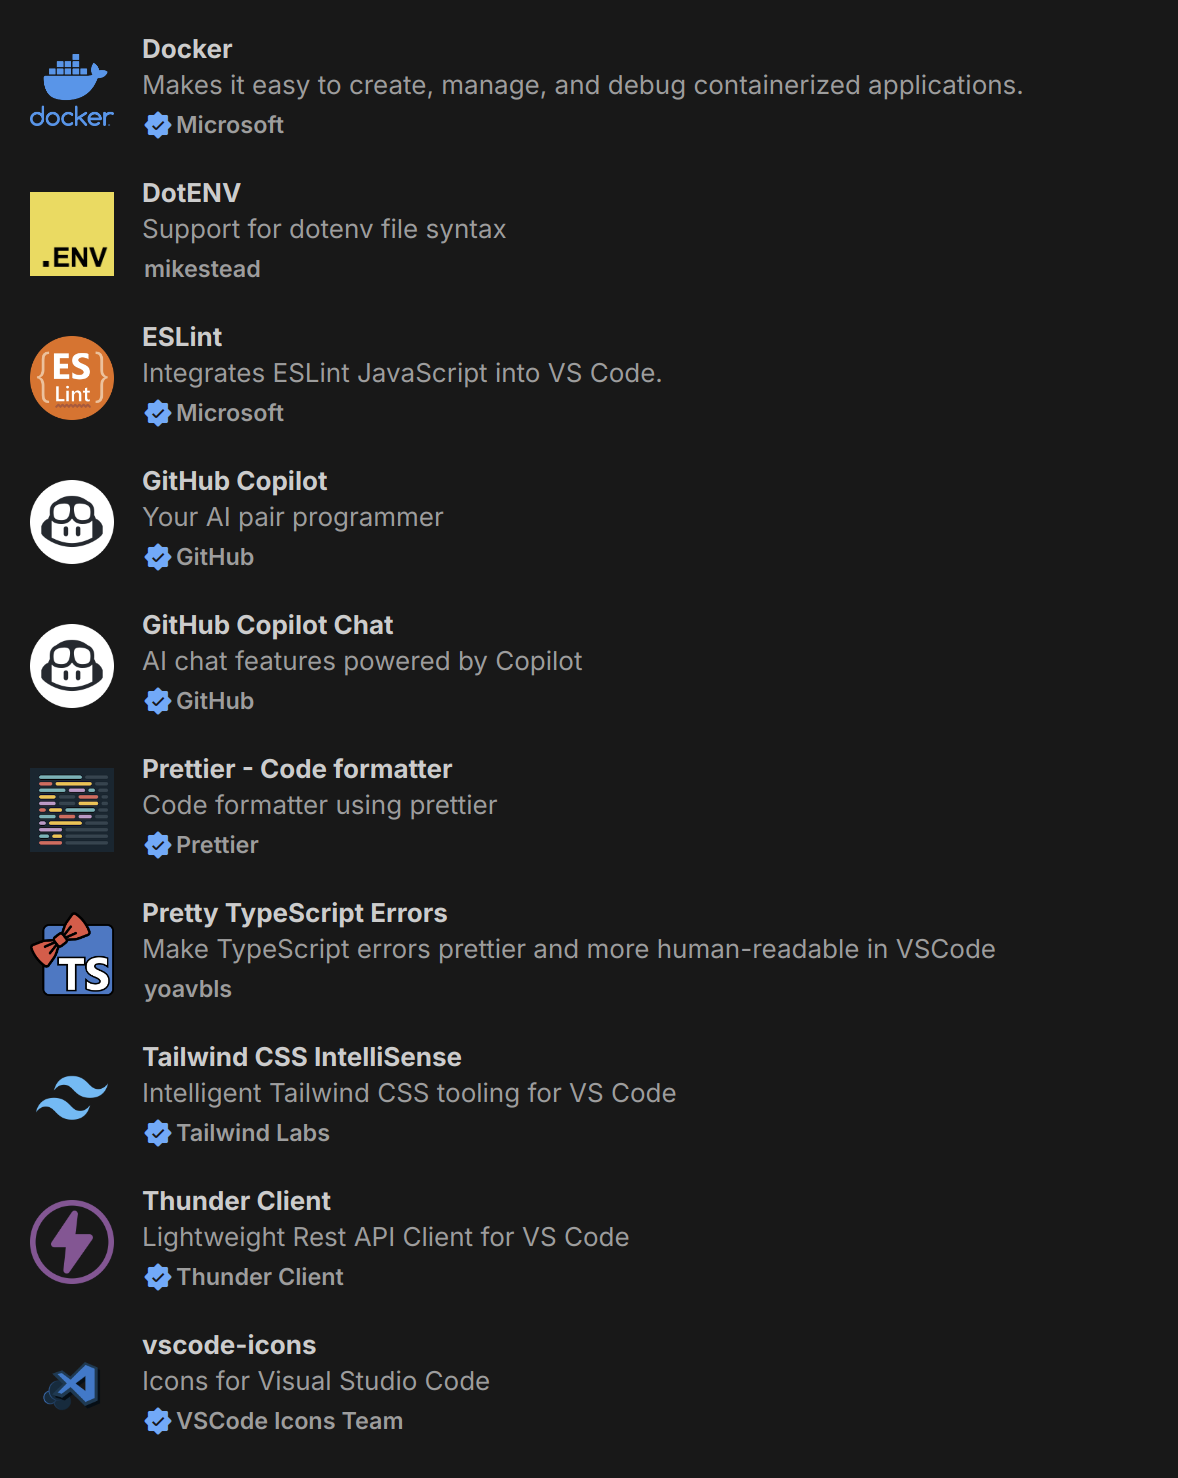 Docker
Makes it easy to create, manage, and debug containerized applications.
docker
Microsoft
DotENV
Support for dotenv file syntax
.ENV
mikestead
ESLint
Integrates ESLint JavaScript into VS Code.
{ES}
Lint
Microsoft
GitHub Copilot
Your AI pair programmer
GitHub
GitHub Copilot Chat
AI chat features powered by Copilot
GitHub
Prettier - Code formatter
Code formatter using prettier
Prettier
Pretty TypeScript Errors
Make TypeScript errors prettier and more human-readable in VSCode
TS
yoavbls
Tailwind CSS IntelliSense
Intelligent Tailwind CSS tooling for VS Code
Tailwind Labs
Thunder Client
Lightweight Rest API Client for VS Code
Thunder Client
vscode-icons
Icons for Visual Studio Code
VSCode Icons Team